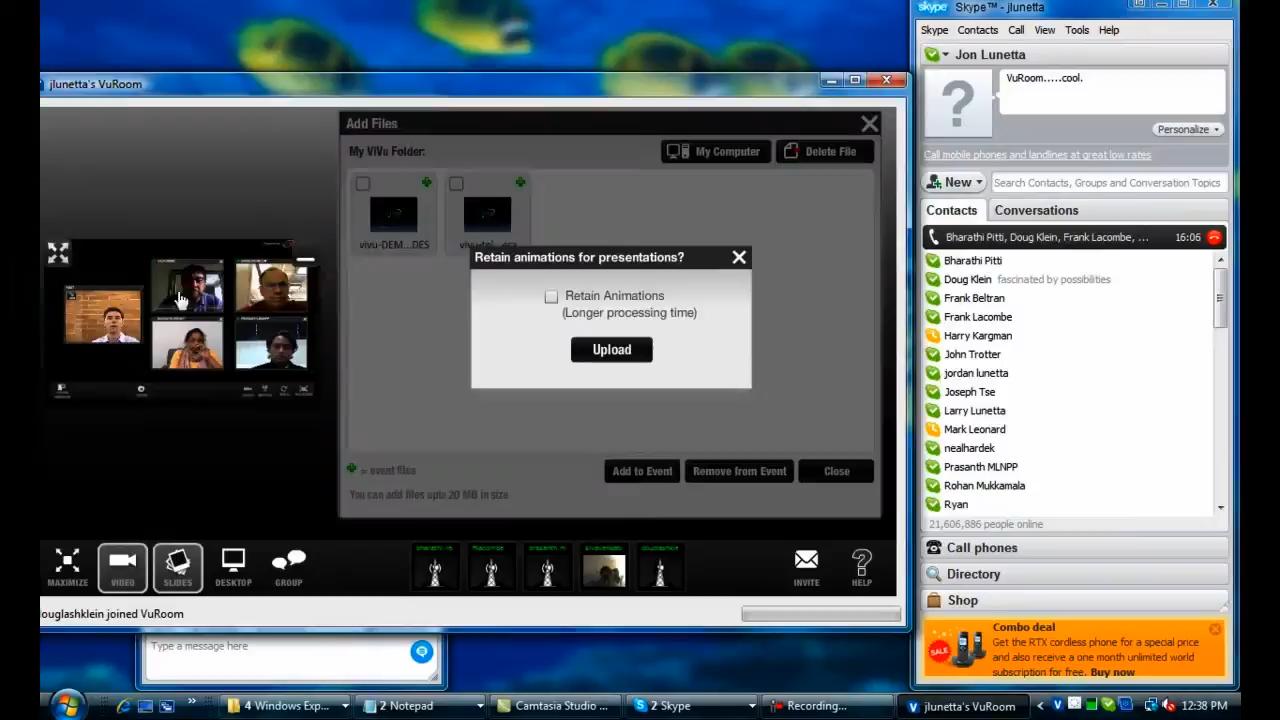 jlunetta's VuRoom
Add Files
My ViVu Folder:
My Computer
Delete File
vivu-DEM...DES
Retain animations for presentations?
Retain Animations
(Longer processing time)
Upload
= event files
Add to Event
Remove from Event
Close
You can add files upto 20 MB in size
MAXIMIZE
VIDEO
SLIDES
DESKTOP
GROUP
INVITE
HELP
ouglashklein joined VuRoom
Type a message here
skype
Skype™ - jlunetta
Skype Contacts Call View Tools Help
Jon Lunetta
VuRoom.....cool.
Personalize
Call mobile phones and landlines at great low rates
New
Search Contacts, Groups and Conversation Topics
Contacts
Conversations
Bharathi Pitti, Doug Klein, Frank Lacombe, ...
16:06
Bharathi Pitti
Doug Klein fascinated by possibilities
Frank Beltran
Frank Lacombe
Harry Kargman
John Trotter
jordan lunetta
Joseph Tse
Larry Lunetta
Mark Leonard
nealhardek
Prasanth MLNPP
Rohan Mukkamala
Ryan
21,606,886 people online
Call phones
Directory
Shop
SALE
Combo deal
Get the RTX cordless phone for a special price
and also receive a one month unlimited world
subscription for free. Buy now
4 Windows Exp...
2 Notepad
Camtasia Studio ...
2 Skype
Recording...
jlunetta's VuRoom
12:38 PM